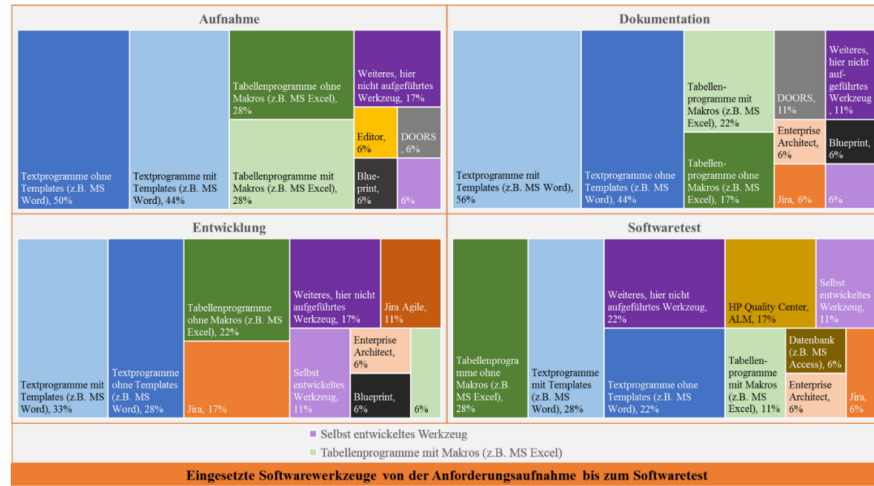 Aufnahme
Textprogramme ohne
Templates (z.B. MS
Word), 50%
Textprogramme mit
Templates (z.B. MS
Word), 44%
Tabellenprogramme ohne
Makros (z.B. MS Excel),
28%
Tabellenprogramme mit
Makros (z.B. MS Excel),
28%
Weiteres, hier
nicht aufgeführtes
Werkzeug, 17%
Editor,
6%
DOORS
, 6%
Blue-
print,
6%
6%
Dokumentation
Textprogramme mit
Templates (z.B. MS Word),
56%
Textprogramme ohne
Templates (z.B. MS
Word), 44%
Tabellen-
programme mit
Makros (z.B. MS
Excel), 22%
Tabellen-
programme ohne
Makros (z.B. MS
Excel), 17%
DOORS,
11%
Weiteres,
hier nicht
auf-
geführtes
Werkzeug
, 11%
Enterprise
Architect,
6%
Blueprint,
6%
Jira, 6%
6%
Entwicklung
Textprogramme mit
Templates (z.B. MS
Word), 33%
Textprogramme
ohne Templates
(z.B. MS
Word), 28%
Tabellenprogramme
ohne Makros (z.B. MS
Excel), 22%
Jira, 17%
Weiteres, hier nicht
aufgeführtes
Werkzeug, 17%
Jira Agile,
11%
Selbst
entwickeltes
Werkzeug,
11%
Enterprise
Architect,
6%
Blueprint,
6%
6%
Softwaretest
Tabellenprogra
mme ohne
Makros (z.B.
MS Excel),
28%
Textprogramme
mit Templates
(z.B. MS
Word), 28%
Weiteres, hier nicht
aufgeführtes Werkzeug,
22%
Textprogramme ohne
Templates (z.B. MS
Word), 22%
HP Quality Center,
ALM, 17%
Selbst
entwickeltes
Werkzeug,
11%
Tabellen-
programme
mit Makros
(z.B. MS
Excel), 11%
Datenbank
(z.B. MS
Access), 6%
Enterprise
Architect,
6%
Jira,
6%
Selbst entwickeltes Werkzeug
Tabellenprogramme mit Makros (z.B. MS Excel)
Eingesetzte Softwarewerkzeuge von der Anforderungsaufnahme bis zum Softwaretest